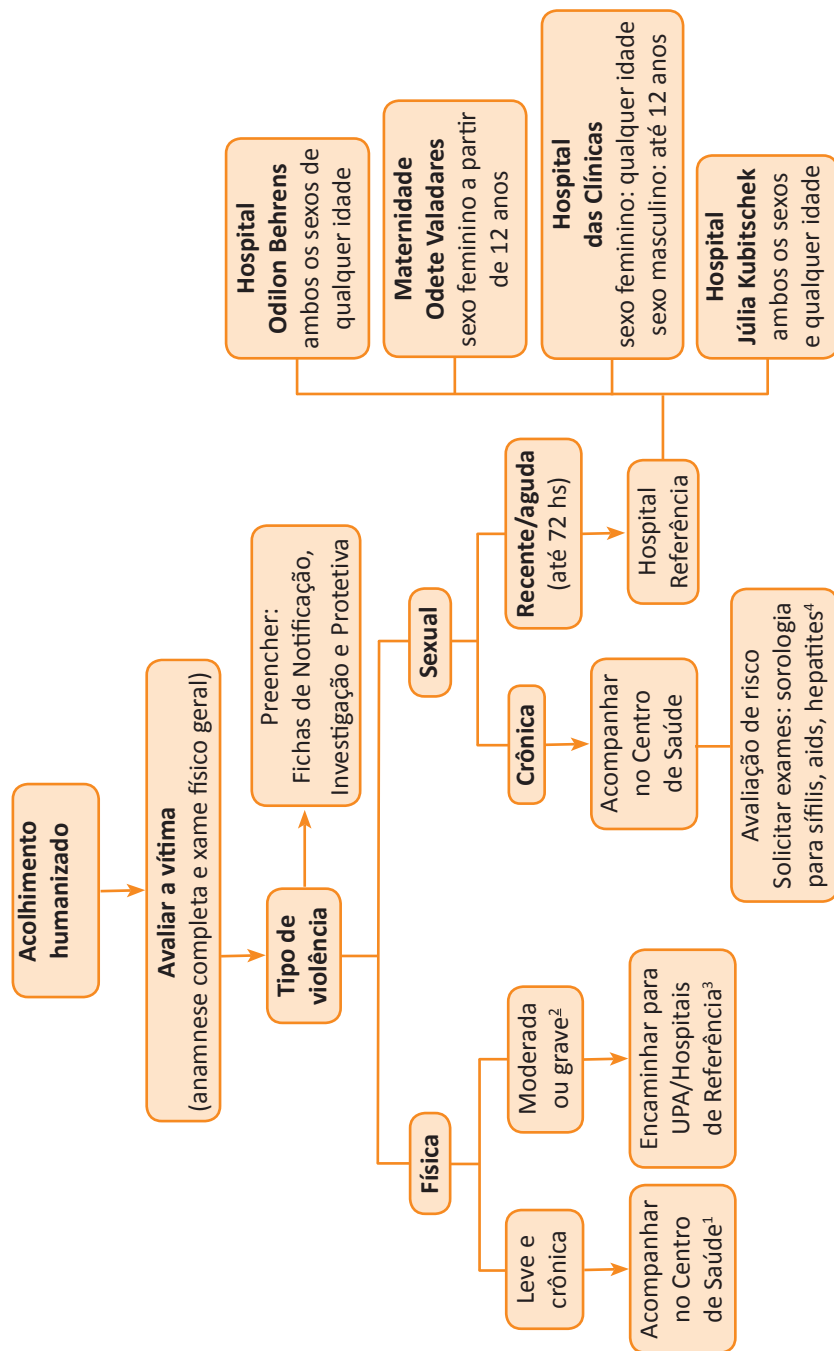 Acolhimento
humanizado
Avaliar a vítima
(anamnese completa e xame físico geral)
Tipo de
violência
Preencher:
Fichas de Notificação,
Investigação e Protetiva
Física
Sexual
Leve e
crônica
Moderada
ou grave²
Crônica
Recente/aguda
(até 72 hs)
Acompanhar
no Centro
de Saúde¹
Encaminhar para
UPA/Hospitais
de Referência³
Acompanhar
no Centro
de Saúde
Hospital
Referência
Avaliação de risco
Solicitar exames: sorologia
para sífilis, aids, hepatites⁴
Hospital
Odilon Behrens
ambos os sexos de
qualquer idade
Maternidade
Odete Valadares
sexo feminino a partir
de 12 anos
Hospital
das Clínicas
sexo feminino: qualquer idade
sexo masculino: até 12 anos
Hospital
Júlia Kubitschek
ambos os sexos
e qualquer idade